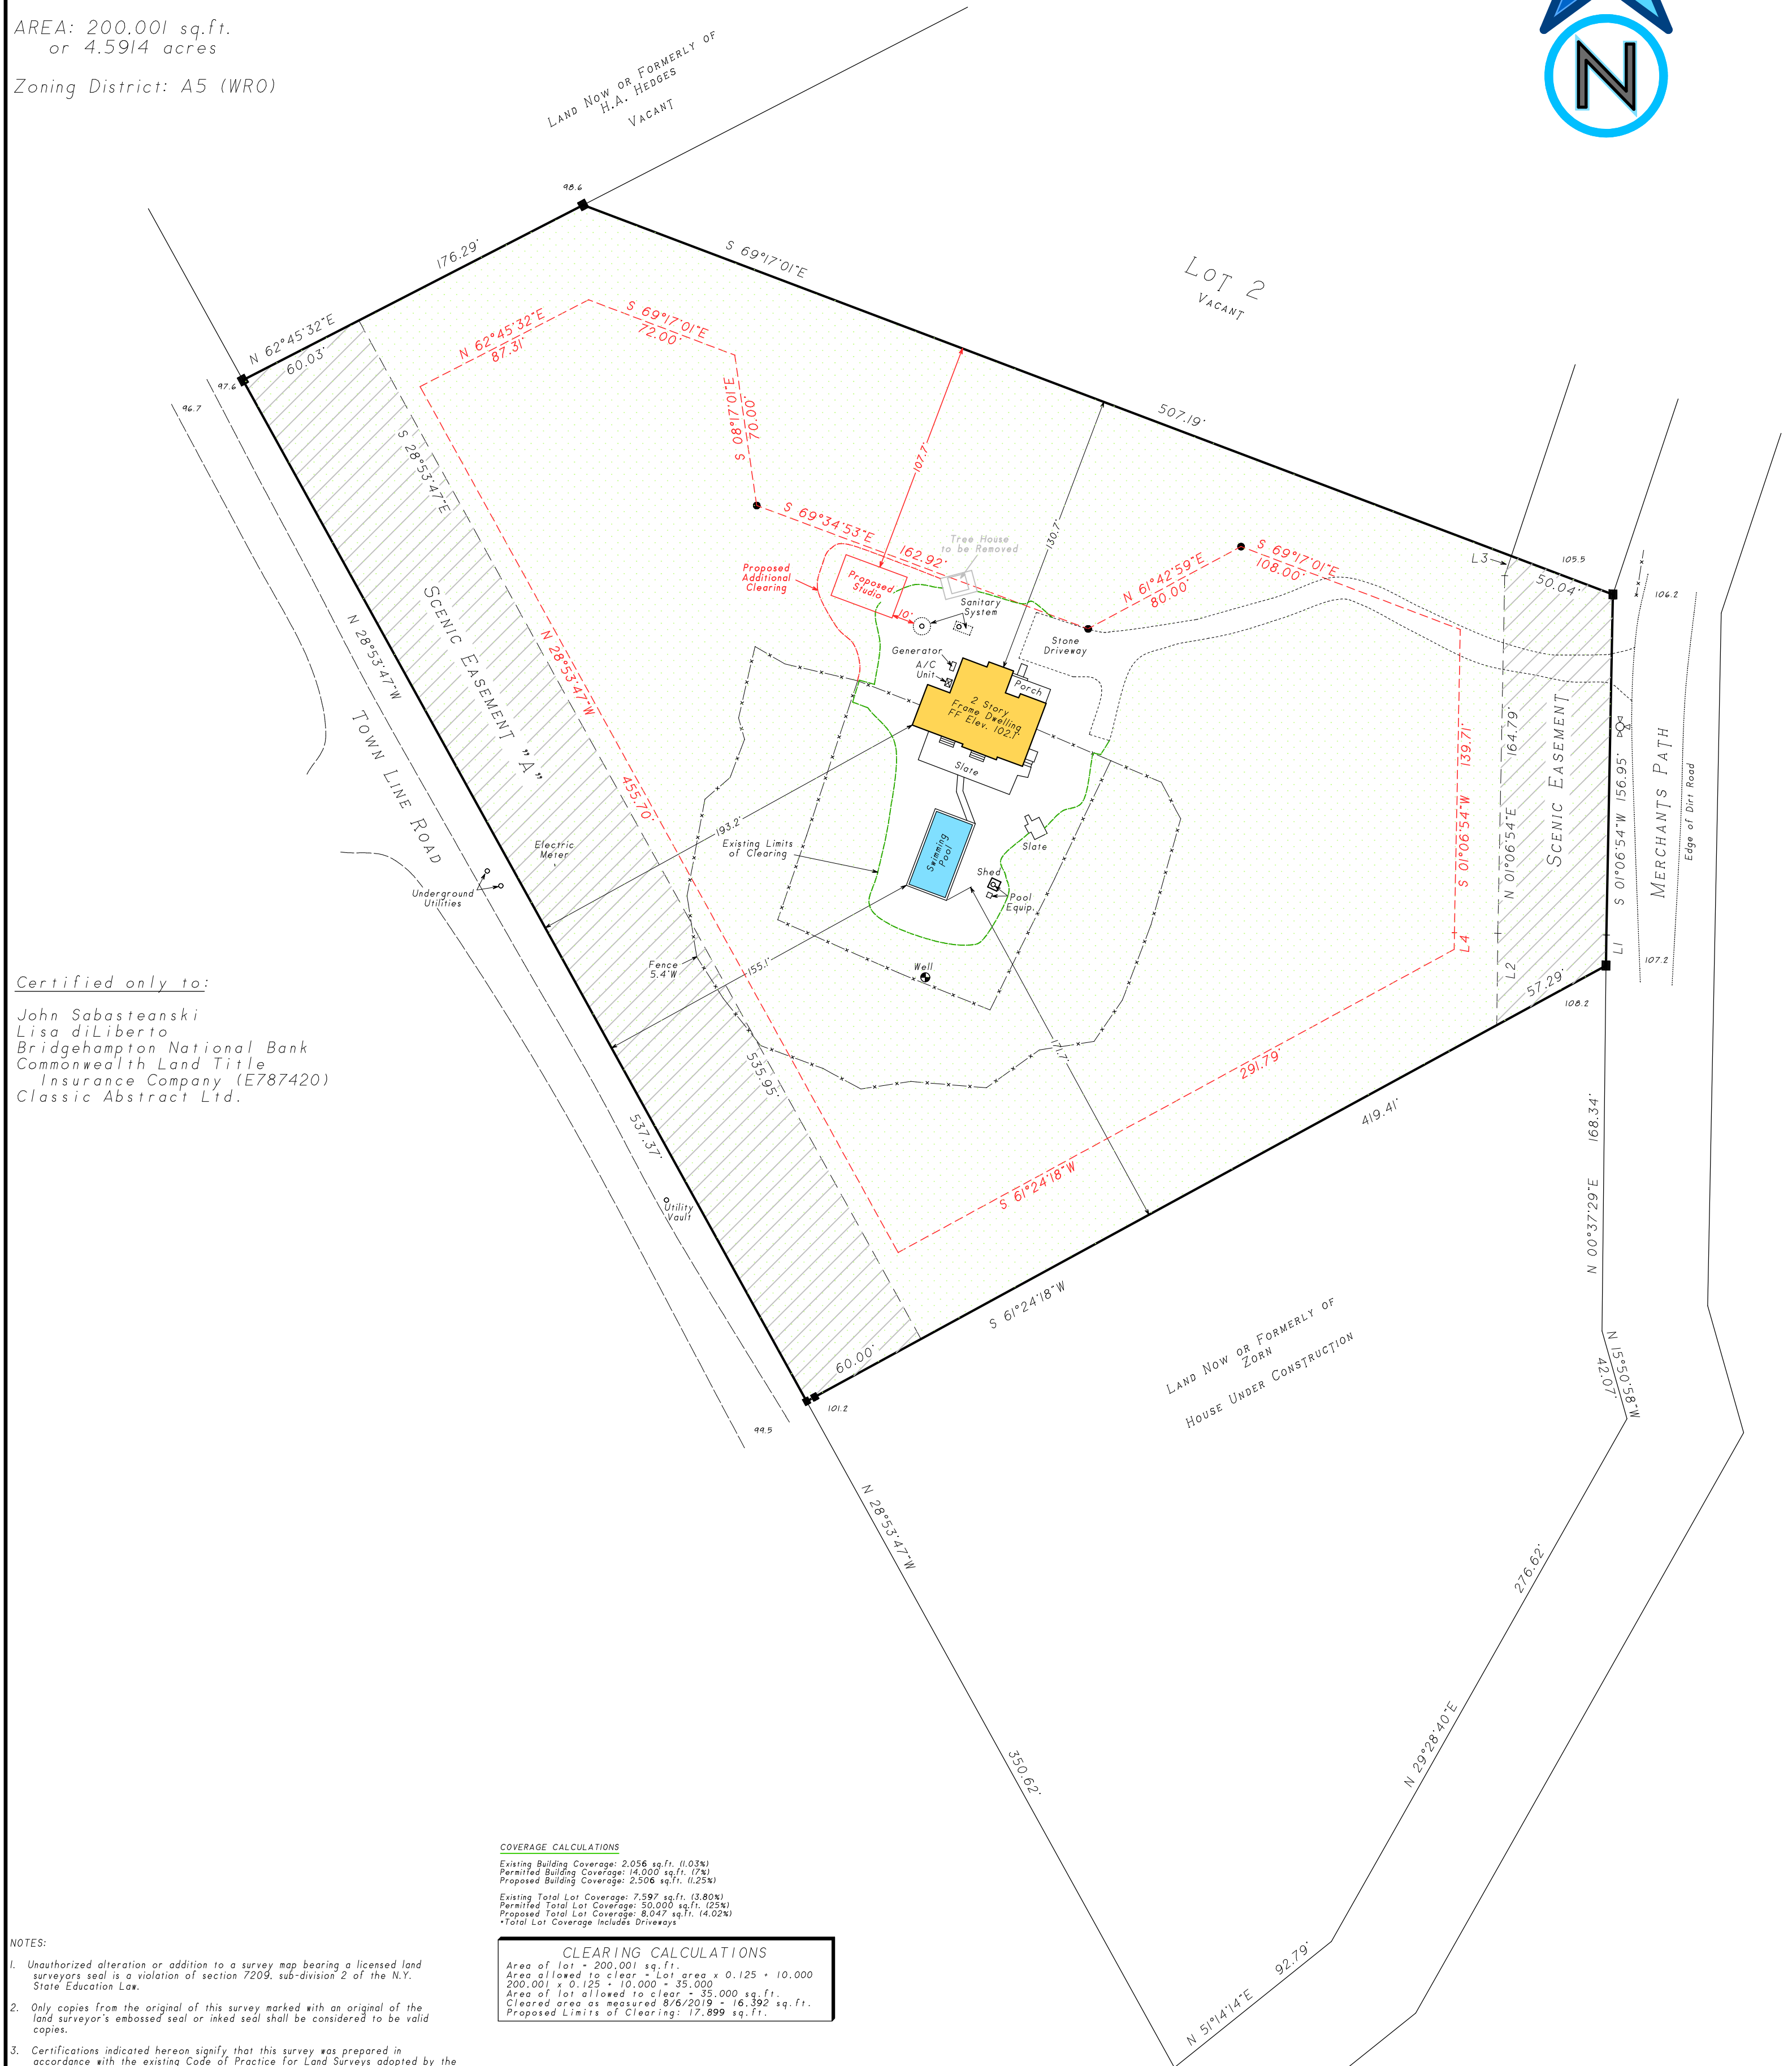 AREA: 200,001 sq.ft.
or 4.5914 acres
Zoning District: A5 (WRO)
N
LAND NOW OR FORMERLY OF
H.A. HEDGES
VACANT
98.6
176.29'
S 69°17'01"E
LOT 2
VACANT
N 62°45'32"E
60.03'
97.6
96.7
N 62°45'32"E
87.31'
S 69°17'01"E
72.00'
S 08°17'01"E
70.00'
107.7'
507.19'
130.7'
S 28°53'47"E
S 69°34'53"E
162.92'
Tree House
to be Removed
Proposed
Additional
Clearing
Proposed
Studio
10'
Sanitary
System
N 61°42'59"E
80.00'
S 69°17'01"E
108.00'
L3
105.5
50.04'
106.2
Stone
Driveway
Generator
A/C
Unit
Porch
2 Story
Frame Dwelling
FF Elev. 102.1'
Slate
SCENIC EASEMENT "A"
N 28°53'47"W
N 28°53'47"W
455.70'
TOWN LINE ROAD
193.2'
Existing Limits
of Clearing
Swimming
Pool
Slate
Shed
Pool
Equip.
Electric
Meter
Underground
Utilities
Fence
5.4'W
155.1'
Well
171.7'
139.71'
S 01°06'54"W
L4
164.79'
N 01°06'54"E
L2
SCENIC EASEMENT
S 01°06'54"W 156.95'
L1
MERCHANTS PATH
Edge of Dirt Road
107.2
57.29'
108.2
535.95'
537.37'
291.79'
S 61°24'18"W
419.41'
S 61°24'18"W
Utility
Vault
60.00'
101.2
99.5
LAND NOW OR FORMERLY OF
ZORN
HOUSE UNDER CONSTRUCTION
N 00°37'29"E 168.34'
N 15°50'58"W
42.07'
N 28°53'47"W
350.62'
276.62'
N 29°28'40"E
92.79'
N 51°14'14"E
Certified only to:
John Sabasteanski
Lisa diLiberto
Bridgehampton National Bank
Commonwealth Land Title
Insurance Company (E787420)
Classic Abstract Ltd.
COVERAGE CALCULATIONS
Existing Building Coverage: 2,056 sq.ft. (1.03%)
Permitted Building Coverage: 14,000 sq.ft. (7%)
Proposed Building Coverage: 2,506 sq.ft. (1.25%)
Existing Total Lot Coverage: 7,597 sq.ft. (3.80%)
Permitted Total Lot Coverage: 50,000 sq.ft. (25%)
Proposed Total Lot Coverage: 8,047 sq.ft. (4.02%)
*Total Lot Coverage Includes Driveways
CLEARING CALCULATIONS
Area of lot = 200,001 sq.ft.
Area allowed to clear = Lot area x 0.125 + 10,000
200,001 x 0.125 + 10,000 = 35,000
Area of lot allowed to clear = 35,000 sq.ft.
Cleared area as measured 8/6/2019 = 16,392 sq.ft.
Proposed Limits of Clearing: 17,899 sq.ft.
NOTES:
1. Unauthorized alteration or addition to a survey map bearing a licensed land
surveyors seal is a violation of section 7209, sub-division 2 of the N.Y.
State Education Law.
2. Only copies from the original of this survey marked with an original of the
land surveyor's embossed seal or inked seal shall be considered to be valid
copies.
3. Certifications indicated hereon signify that this survey was prepared in
accordance with the existing Code of Practice for Land Surveys adopted by the